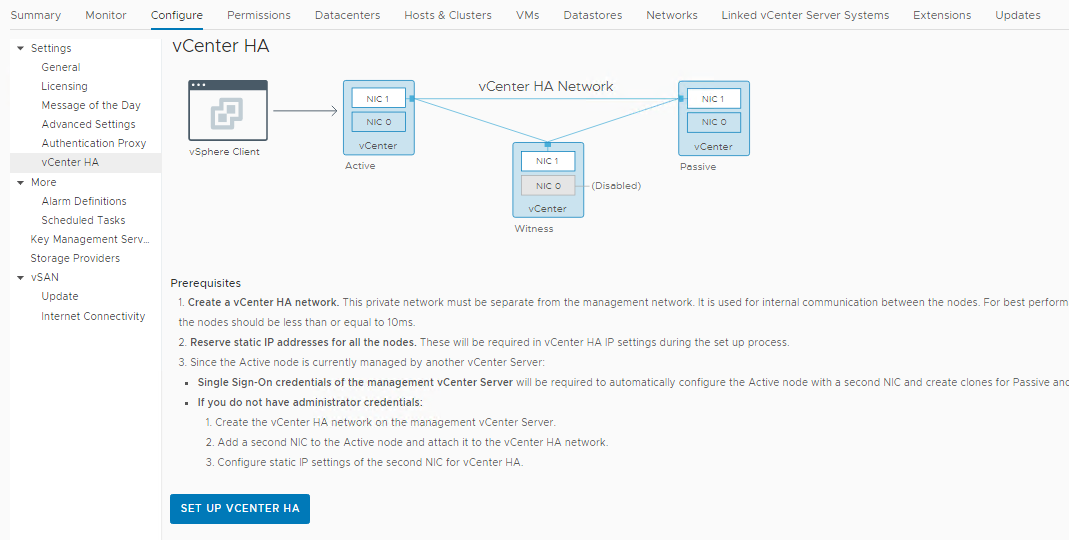 Summary Monitor Configure Permissions Datacenters Hosts & Clusters VMs Datastores Networks Linked vCenter Server Systems Extensions Updates
Settings
General
Licensing
Message of the Day
Advanced Settings
Authentication Proxy
vCenter HA
More
Alarm Definitions
Scheduled Tasks
Key Management Serv...
Storage Providers
vSAN
Update
Internet Connectivity
vCenter HA
vSphere Client
NIC 1
NIC 0
vCenter
Active
vCenter HA Network
NIC 1
NIC 0
vCenter
Passive
NIC 1
NIC 0
(Disabled)
vCenter
Witness
Prerequisites
1. Create a vCenter HA network. This private network must be separate from the management network. It is used for internal communication between the nodes. For best perform
the nodes should be less than or equal to 10ms.
2. Reserve static IP addresses for all the nodes. These will be required in vCenter HA IP settings during the set up process.
3. Since the Active node is currently managed by another vCenter Server:
▪ Single Sign-On credentials of the management vCenter Server will be required to automatically configure the Active node with a second NIC and create clones for Passive and
▪ If you do not have administrator credentials:
1. Create the vCenter HA network on the management vCenter Server.
2. Add a second NIC to the Active node and attach it to the vCenter HA network.
3. Configure static IP settings of the second NIC for vCenter HA.
SET UP VCENTER HA